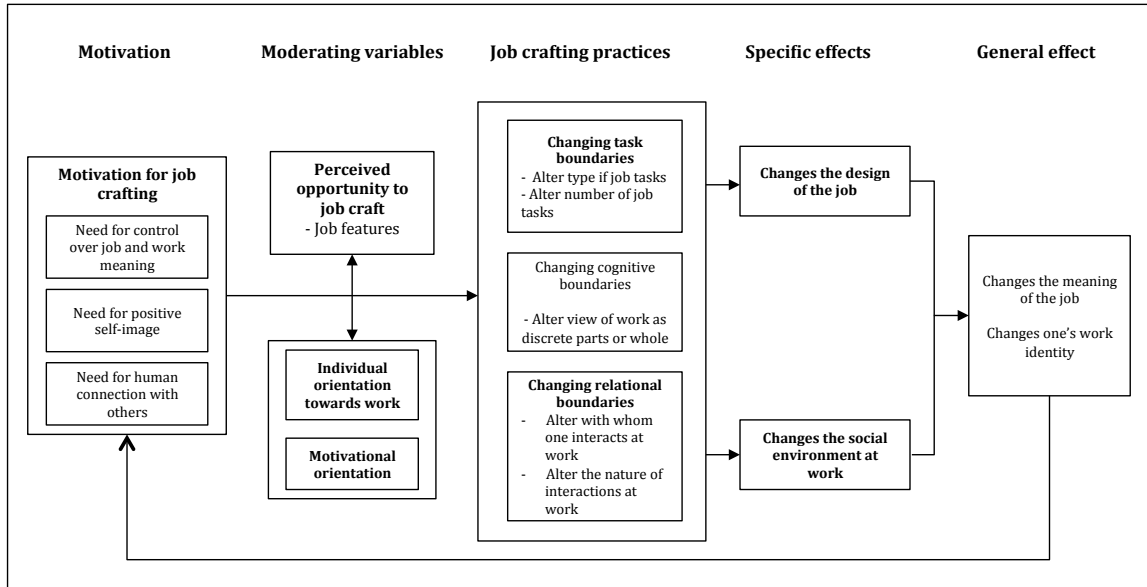 Motivation
Moderating variables
Job crafting practices
Specific effects
General effect
Motivation for job
crafting
Need for control
over job and work
meaning
Need for positive
self-image
Need for human
connection with
others
Perceived
opportunity to
job craft
- Job features
Individual
orientation
towards work
Motivational
orientation
Changing task
boundaries
- Alter type if job tasks
- Alter number of job
tasks
Changing cognitive
boundaries
- Alter view of work as
discrete parts or whole
Changing relational
boundaries
- Alter with whom
one interacts at
work
- Alter the nature of
interactions at
work
Changes the design
of the job
Changes the social
environment at
work
Changes the meaning
of the job
Changes one’s work
identity